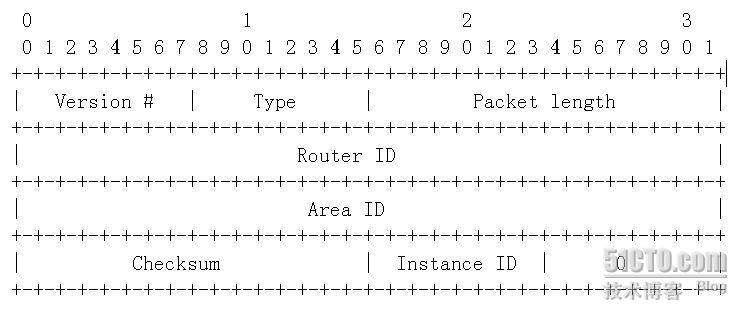 0 1 2 3
0 1 2 3 4 5 6 7 8 9 0 1 2 3 4 5 6 7 8 9 0 1 2 3 4 5 6 7 8 9 0 1
+-+-+-+-+-+-+-+-+-+-+-+-+-+-+-+-+-+-+-+-+-+-+-+-+-+-+-+-+-+-+-+-+
| Version # | Type | Packet length |
+-+-+-+-+-+-+-+-+-+-+-+-+-+-+-+-+-+-+-+-+-+-+-+-+-+-+-+-+-+-+-+-+
| Router ID |
+-+-+-+-+-+-+-+-+-+-+-+-+-+-+-+-+-+-+-+-+-+-+-+-+-+-+-+-+-+-+-+-+
| Area ID |
+-+-+-+-+-+-+-+-+-+-+-+-+-+-+-+-+-+-+-+-+-+-+-+-+-+-+-+-+-+-+-+-+
| Checksum | Instance ID | 0 |
+-+-+-+-+-+-+-+-+-+-+-+-+-+-+-+-+-+-+-+-+-+-+-+-+-+-+-+-+-+-+-+-+
51CTO.com
技术博客 Blog